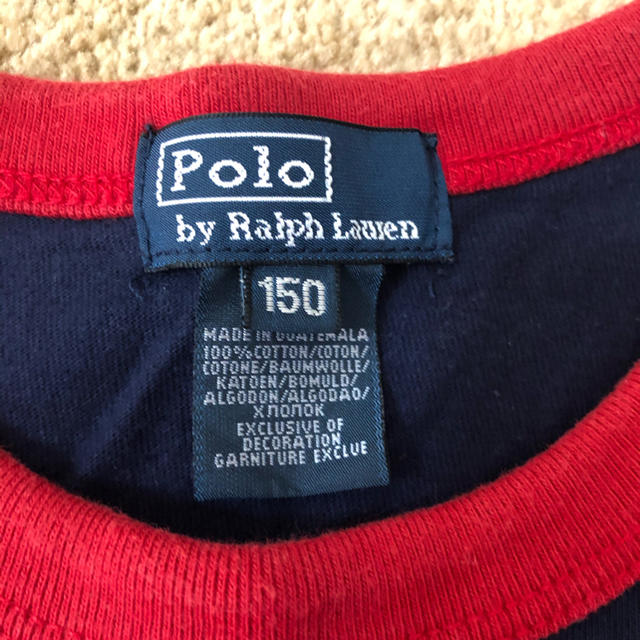 Polo
by Ralph Lauren
150
MADE IN GUATEMALA
100%COTTON/COTON/
COTONE/BAUMWOLLE/
KATOEN/BOMULD/
ALGODON/ALGODAO/
ХЛОПОК
EXCLUSIVE OF
DECORATION
GARNITURE EXCLUE